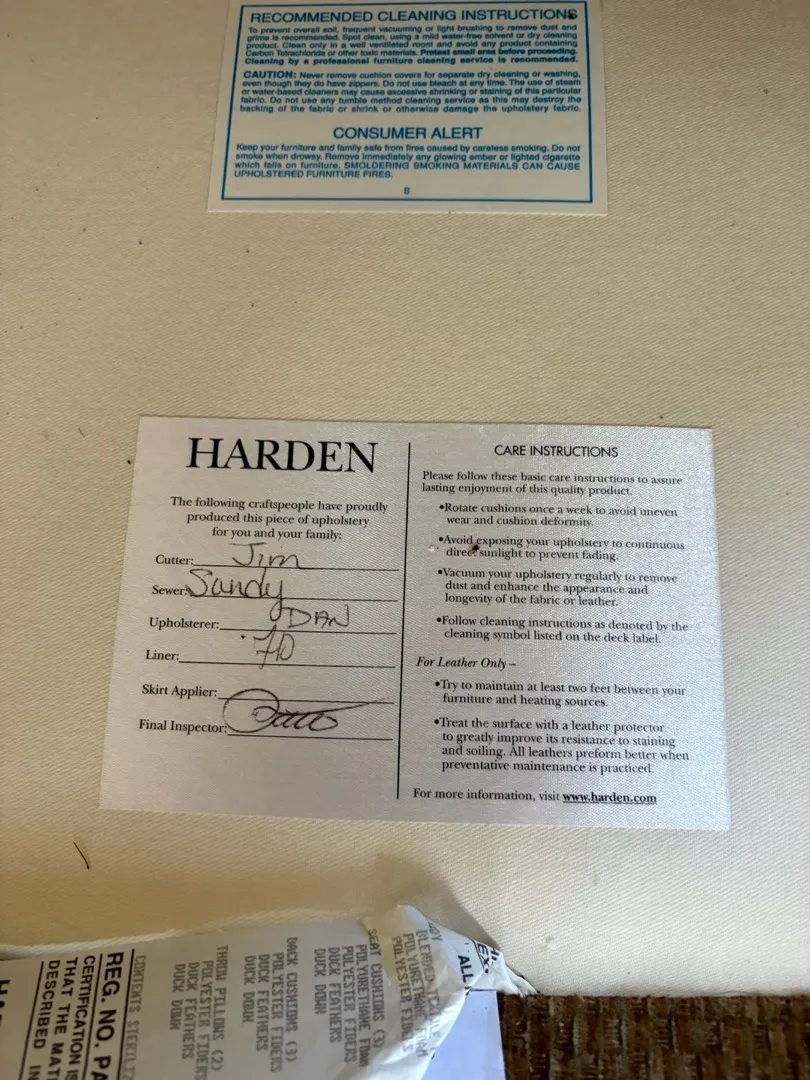 RECOMMENDED CLEANING INSTRUCTIONS
To prevent overall soil, frequent vacuuming or light brushing to remove dust and
grime is recommended. Spot clean, using a mild water-free solvent or dry cleaning
product. Clean only in a well ventilated room and avoid any product containing
Carbon Tetrachloride or other toxic materials. Pretest small area before proceeding.
Cleaning by a professional furniture cleaning service is recommended.
CAUTION: Never remove cushion covers for separate dry cleaning or washing,
even though they do have zippers. Do not use bleach at any time. The use of steam
or water-based cleaners may cause excessive shrinking or staining of this particular
fabric. Do not use any tumble method cleaning service as this may destroy the
backing of the fabric or shrink or otherwise damage the upholstery fabric.
CONSUMER ALERT
Keep your furniture and family safe from fires caused by careless smoking. Do not
smoke when drowsy. Remove immediately any glowing ember or lighted cigarette
which falls on furniture. SMOLDERING SMOKING MATERIALS CAN CAUSE
UPHOLSTERED FURNITURE FIRES.
S
HARDEN
The following craftspeople have proudly
produced this piece of upholstery
for you and your family:
Cutter: Jim
Sewer: Sandy
Upholsterer: DAN
Liner:
Skirt Applier:
Final Inspector:
CARE INSTRUCTIONS
Please follow these basic care instructions to assure
lasting enjoyment of this quality product.
•Rotate cushions once a week to avoid uneven
wear and cushion deformity.
•Avoid exposing your upholstery to continuous
direct sunlight to prevent fading.
•Vacuum your upholstery regularly to remove
dust and enhance the appearance and
longevity of the fabric or leather.
•Follow cleaning instructions as denoted by the
cleaning symbol listed on the deck label.
For Leather Only –
•Try to maintain at least two feet between your
furniture and heating sources.
•Treat the surface with a leather protector
to greatly improve its resistance to staining
and soiling. All leathers preform better when
preventative maintenance is practiced.
For more information, visit www.harden.com
ALL
POLYURETHANE FOAM
POLYESTER FIBERS
SEAT CUSHIONS (3)
POLYURETHANE FOAM
POLYESTER FIBERS
DUCK FEATHERS
DUCK DOWN
BACK CUSHIONS (3)
POLYESTER FIBERS
DUCK FEATHERS
DUCK DOWN
THROW PILLOWS (2)
POLYESTER FIBERS
DUCK FEATHERS
DUCK DOWN
CONTENTS STERILIZ
REG. NO. PA
CERTIFICATION IS
THAT THE MAT
DESCRIBED IN